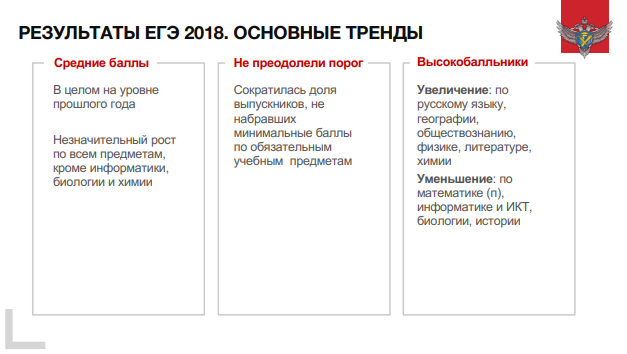 РЕЗУЛЬТАТЫ ЕГЭ 2018. ОСНОВНЫЕ ТРЕНДЫ
Средние баллы
В целом на уровне
прошлого года
Незначительный рост
по всем предметам,
кроме информатики,
биологии и химии
Не преодолели порог
Сократилась доля
выпускников, не
набравших
минимальные баллы
по обязательным
учебным предметам
Высокобалльники
Увеличение: по
русскому языку,
географии,
обществознанию,
физике, литературе,
химии
Уменьшение: по
математике (п),
информатике и ИКТ,
биологии, истории